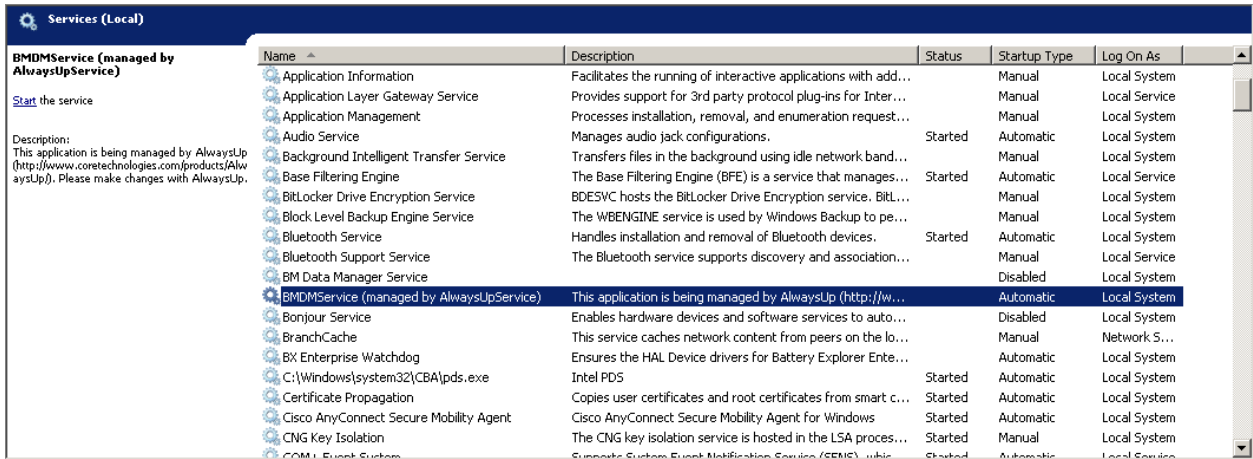 Services (Local)
BMDMService (managed by
AlwaysUpService)
Start the service
Description:
This application is being managed by AlwaysUp
(http://www.coretechnologies.com/products/Alw
aysUp/). Please make changes with AlwaysUp.
Name Description Status Startup Type Log On As
Application Information Facilitates the running of interactive applications with add... Manual Local System
Application Layer Gateway Service Provides support for 3rd party protocol plug-ins for Inter... Manual Local Service
Application Management Processes installation, removal, and enumeration request... Manual Local System
Audio Service Manages audio jack configurations. Started Automatic Local System
Background Intelligent Transfer Service Transfers files in the background using idle network band... Manual Local System
Base Filtering Engine The Base Filtering Engine (BFE) is a service that manages... Started Automatic Local Service
BitLocker Drive Encryption Service BDESVC hosts the BitLocker Drive Encryption service. BitL... Manual Local System
Block Level Backup Engine Service The WBENGINE service is used by Windows Backup to pe... Manual Local System
Bluetooth Service Handles installation and removal of Bluetooth devices. Started Automatic Local System
Bluetooth Support Service The Bluetooth service supports discovery and association... Manual Local Service
BM Data Manager Service Disabled Local System
BMDMService (managed by AlwaysUpService) This application is being managed by AlwaysUp (http://w... Automatic Local System
Bonjour Service Enables hardware devices and software services to auto... Disabled Local System
BranchCache This service caches network content from peers on the lo... Manual Network S...
BX Enterprise Watchdog Ensures the HAL Device drivers for Battery Explorer Ente... Automatic Local System
C:\Windows\system32\CBA\pds.exe Intel PDS Started Automatic Local System
Certificate Propagation Copies user certificates and root certificates from smart c... Started Automatic Local System
Cisco AnyConnect Secure Mobility Agent Cisco AnyConnect Secure Mobility Agent for Windows Started Automatic Local System
CNG Key Isolation The CNG key isolation service is hosted in the LSA proces... Started Manual Local System
COM+ Event System Supports System Event Notification Service (SENS), whic... Started Automatic Local Service